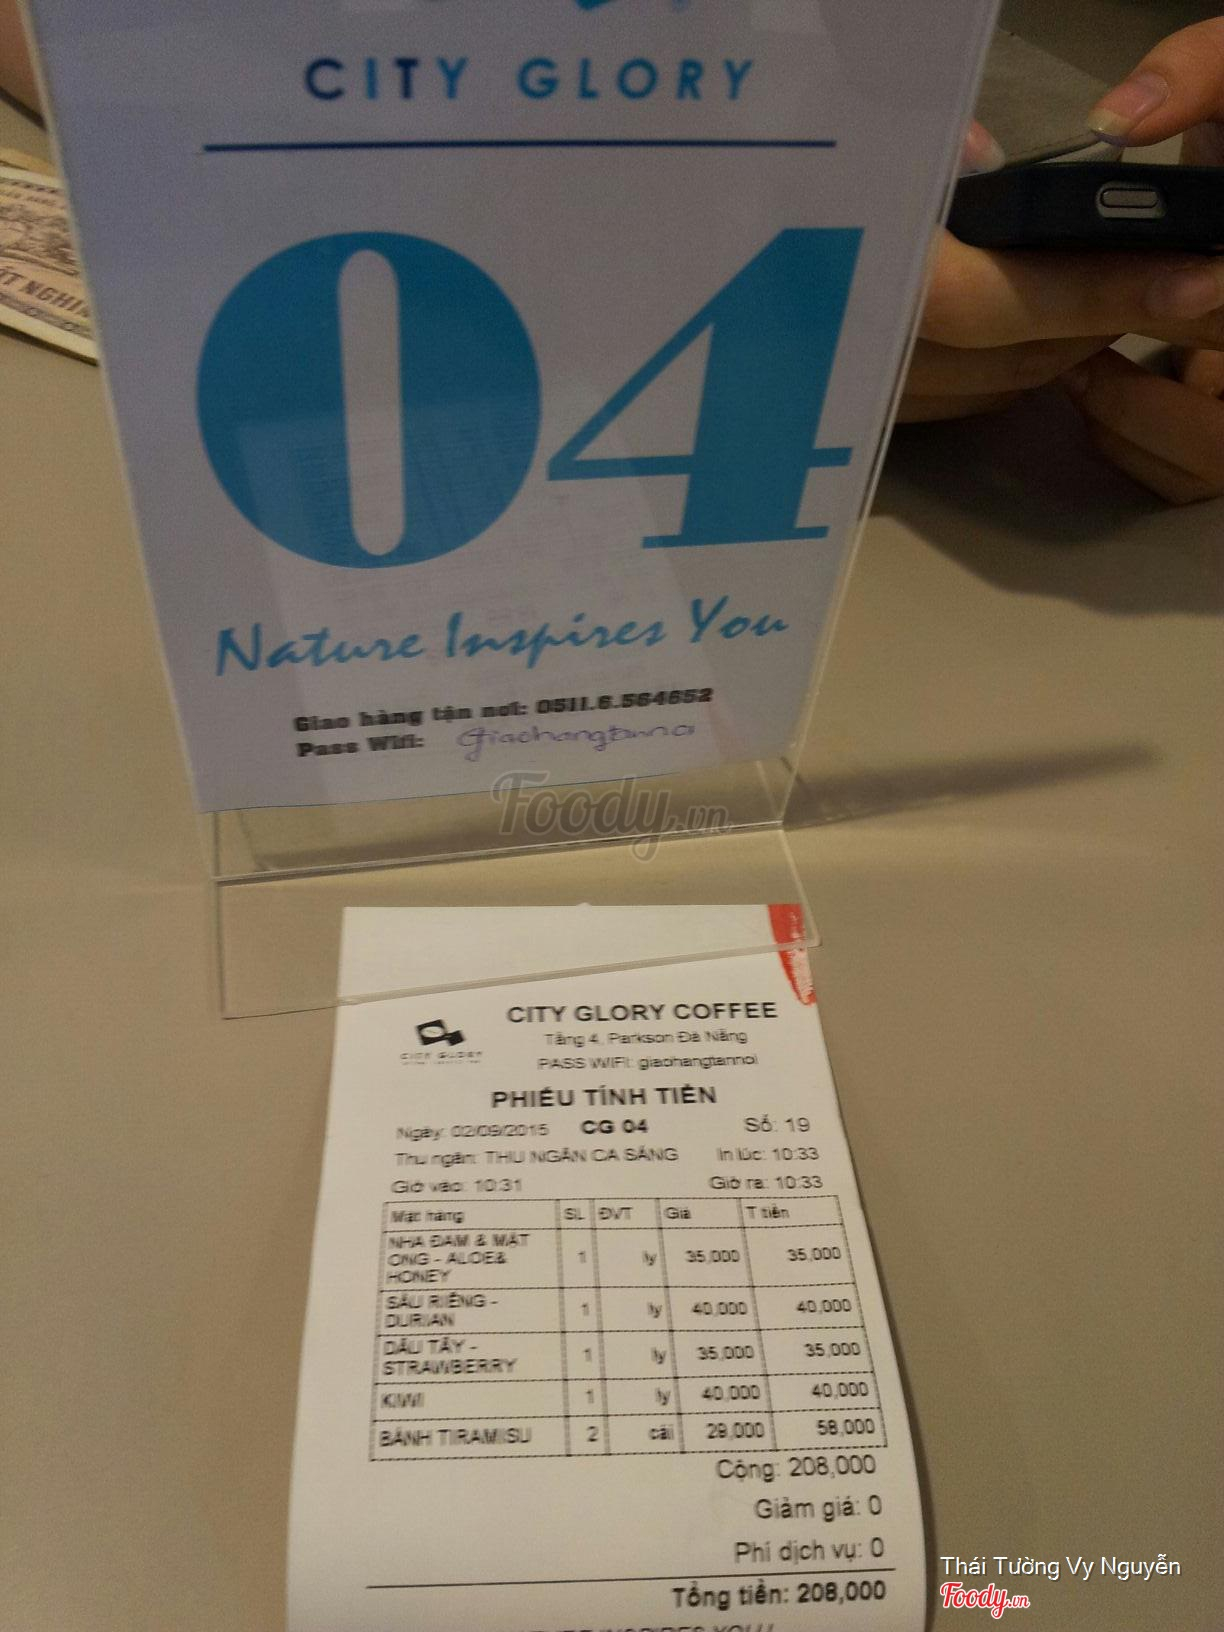 CITY GLORY
04
Nature Inspires You
Giao hàng tận nơi: 0511.6.564652
Pass Wifi: giaohangtannoi
Foody.vn
CITY GLORY COFFEE
CITY GLORY
Tầng 4, Parkson Đà Nẵng
PASS WIFI: giaohangtannoi
PHIẾU TÍNH TIỀN
Ngày: 02/09/2015 CG 04 Số: 19
Thu ngân: THU NGÂN CA SÁNG In lúc: 10:33
Giờ vào: 10:31 Giờ ra: 10:33
Mặt hàng SL ĐVT Giá T tiền
NHA ĐAM & MẬT ONG - ALOE& HONEY 1 ly 35,000 35,000
SẦU RIÊNG - DURIAN 1 ly 40,000 40,000
DÂU TÂY - STRAWBERRY 1 ly 35,000 35,000
KIWI 1 ly 40,000 40,000
BÁNH TIRAMISU 2 cái 29,000 58,000
Cộng: 208,000
Giảm giá: 0
Phí dịch vụ: 0
Tổng tiền: 208,000
Thái Tường Vy Nguyễn
Foody.vn